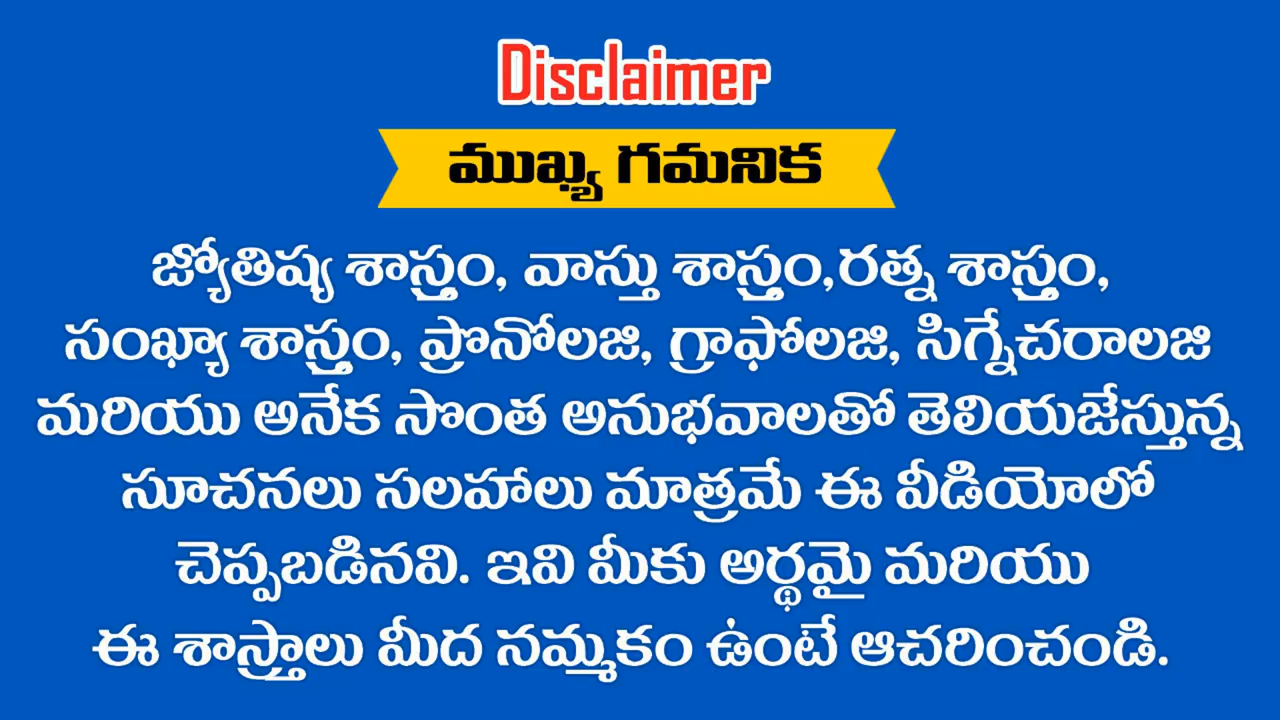 Disclaimer
ముఖ్య గమనిక
జ్యోతిష్య శాస్త్రం, వాస్తు శాస్త్రం,రత్న శాస్త్రం,
సంఖ్యా శాస్త్రం, ప్రొనోలజి, గ్రాఫోలజి, సిగ్నేచరాలజి
మరియు అనేక సొంత అనుభవాలతో తెలియజేస్తున్న
సూచనలు సలహాలు మాత్రమే ఈ వీడియోలో
చెప్పబడినవి. ఇవి మీకు అర్థమై మరియు
ఈ శాస్త్రాలు మీద నమ్మకం ఉంటే ఆచరించండి.